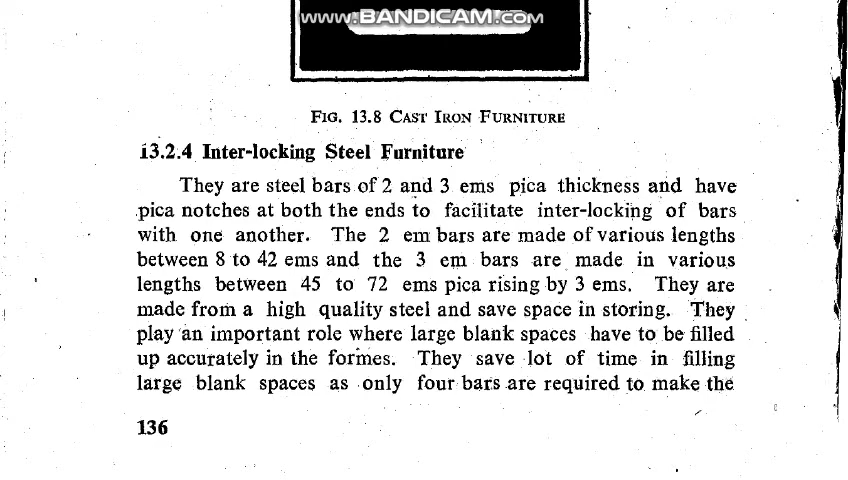 www.BANDICAM.com
FIG. 13.8 CAST IRON FURNITURE
13.2.4 Inter-locking Steel Furniture
They are steel bars of 2 and 3 ems pica thickness and have
pica notches at both the ends to facilitate inter-locking of bars
with one another. The 2 em bars are made of various lengths
between 8 to 42 ems and the 3 em bars are made in various
lengths between 45 to 72 ems pica rising by 3 ems. They are
made from a high quality steel and save space in storing. They
play an important role where large blank spaces have to be filled
up accurately in the formes. They save lot of time in filling
large blank spaces as only four bars are required to make the
136